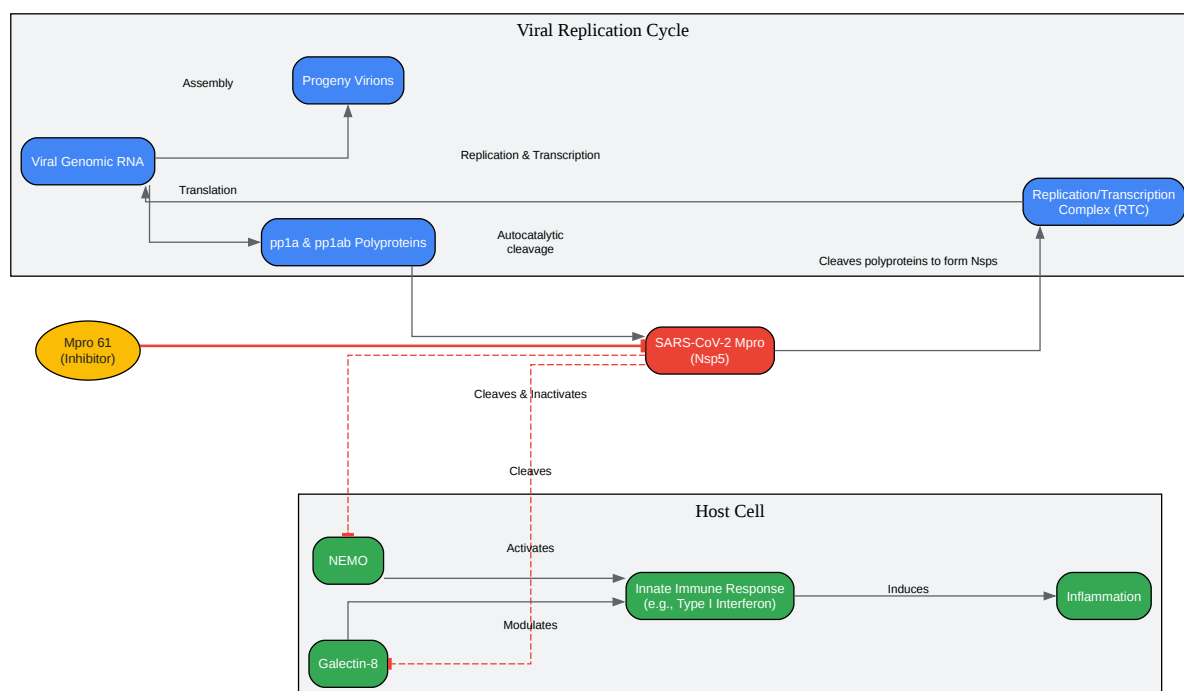 Viral Replication Cycle
Progeny Virions
Assembly
Replication & Transcription
Viral Genomic RNA
Translation
Replication/Transcription
Complex (RTC)
pp1a & pp1ab Polyproteins
Autocatalytic
cleavage
Cleaves polyproteins to form Nsps
Mpro 61
(Inhibitor)
SARS-CoV-2 Mpro
(Nsp5)
Cleaves & Inactivates
Cleaves
Host Cell
Activates
NEMO
Innate Immune Response
(e.g., Type I Interferon)
Induces
Inflammation
Modulates
Galectin-8